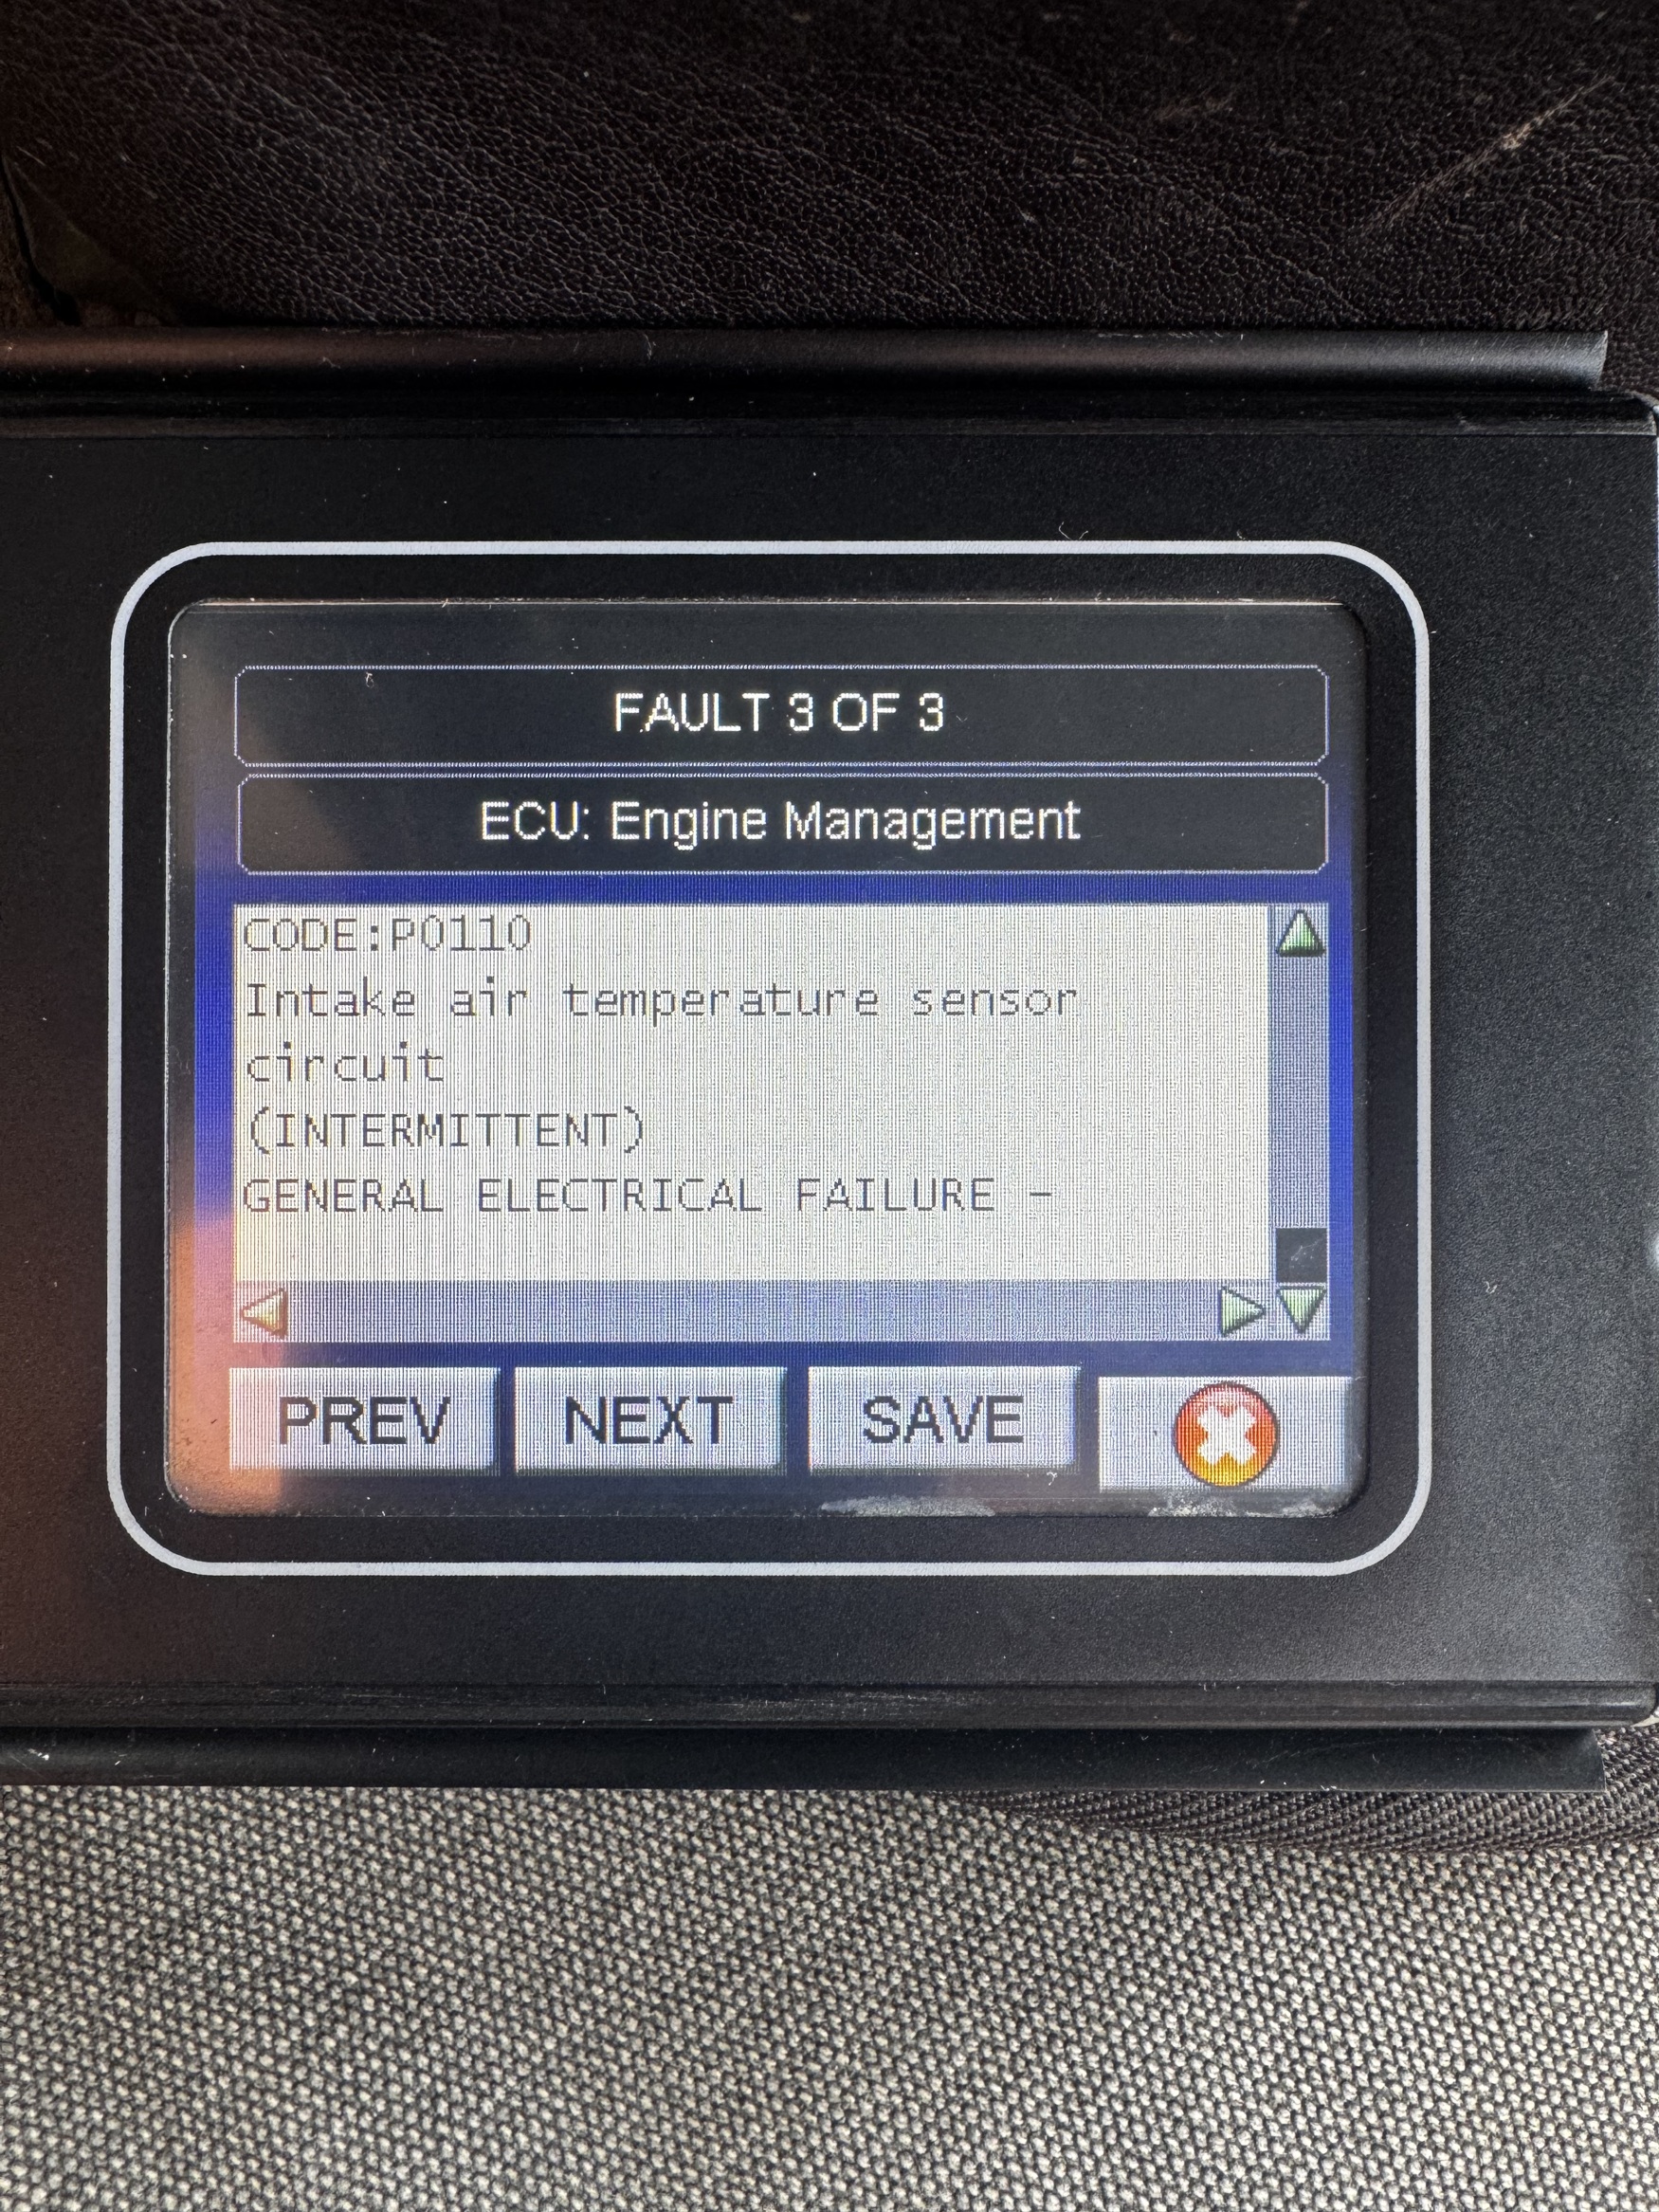 FAULT 3 OF 3
ECU: Engine Management
CODE:P0110
Intake air temperature sensor
circuit
(INTERMITTENT)
GENERAL ELECTRICAL FAILURE -
PREV NEXT SAVE